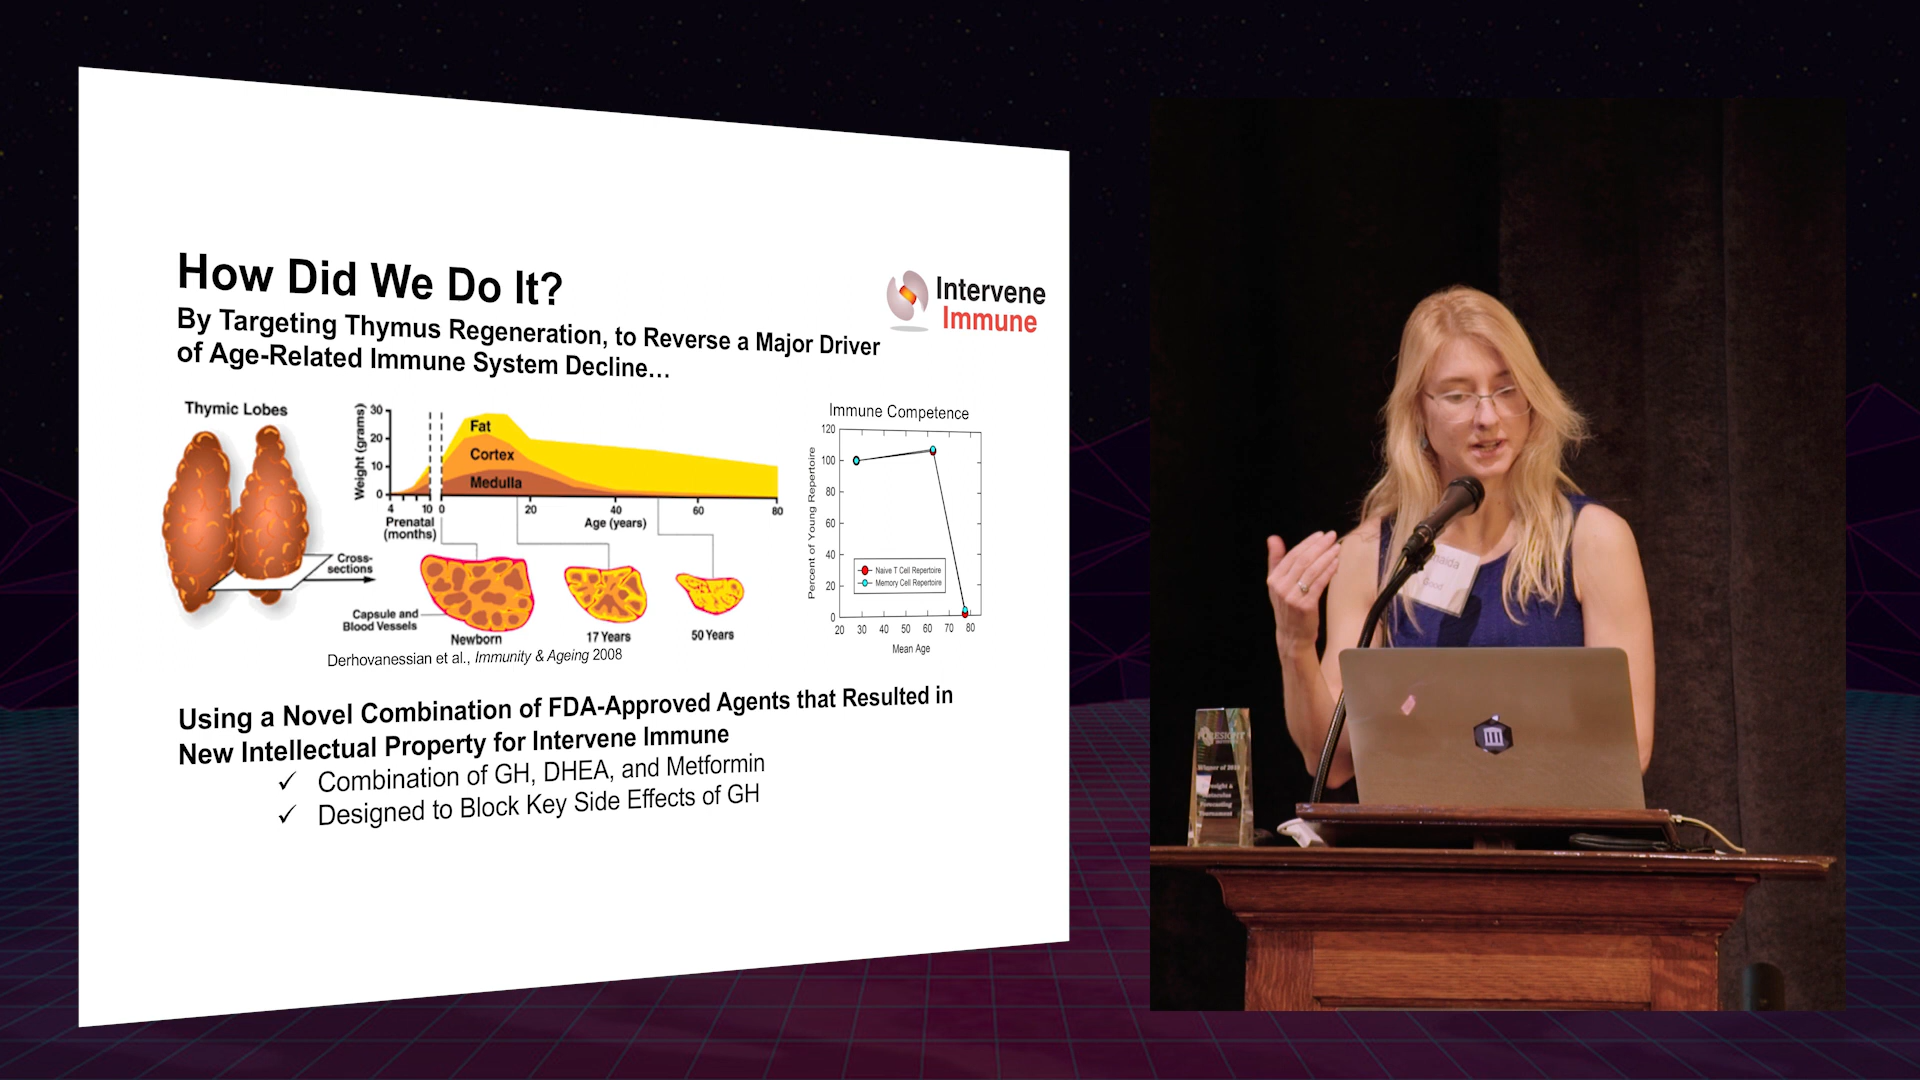 How Did We Do It?
By Targeting Thymus Regeneration, to Reverse a Major Driver
of Age-Related Immune System Decline…
Intervene
Immune
Thymic Lobes
Weight (grams)
30
20
10
0
Fat
Cortex
Medulla
4 10 0 20 40 60 80
Prenatal
(months)
Age (years)
Cross-
sections
Capsule and
Blood Vessels
Newborn
17 Years
50 Years
Derhovanessian et al., Immunity & Ageing 2008
Immune Competence
Percent of Young Repertoire
120
100
80
60
40
20
0
Naive T Cell Repertoire
Memory Cell Repertoire
20 30 40 50 60 70 80
Mean Age
Using a Novel Combination of FDA-Approved Agents that Resulted in
New Intellectual Property for Intervene Immune
✓ Combination of GH, DHEA, and Metformin
✓ Designed to Block Key Side Effects of GH
Good
FORESIGHT
Winner of
Tournament